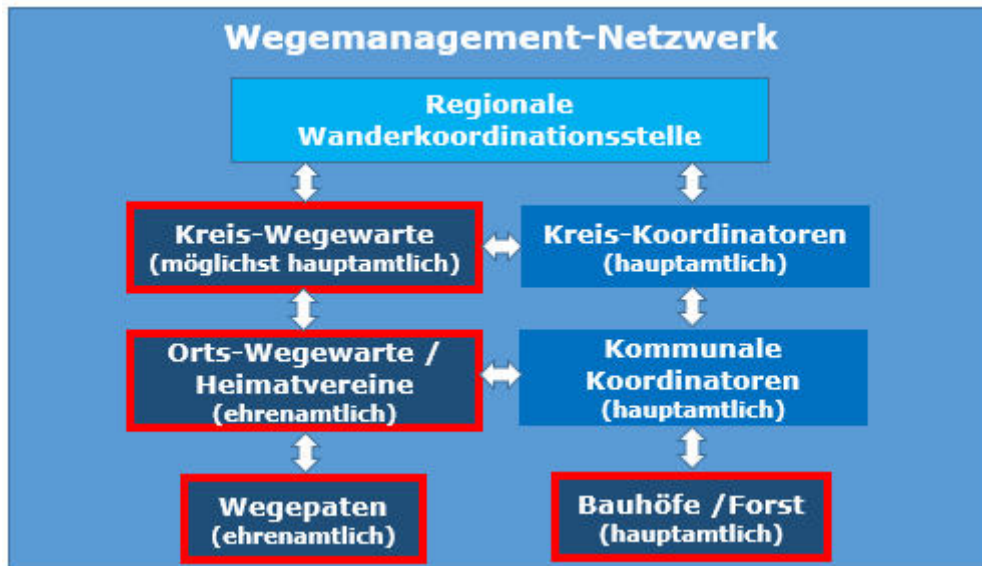 Wegemanagement-Netzwerk
Regionale
Wanderkoordinationsstelle
Kreis-Wegewarte
(möglichst hauptamtlich)
Kreis-Koordinatoren
(hauptamtlich)
Orts-Wegewarte /
Heimatvereine
(ehrenamtlich)
Kommunale
Koordinatoren
(hauptamtlich)
Wegepaten
(ehrenamtlich)
Bauhöfe /Forst
(hauptamtlich)